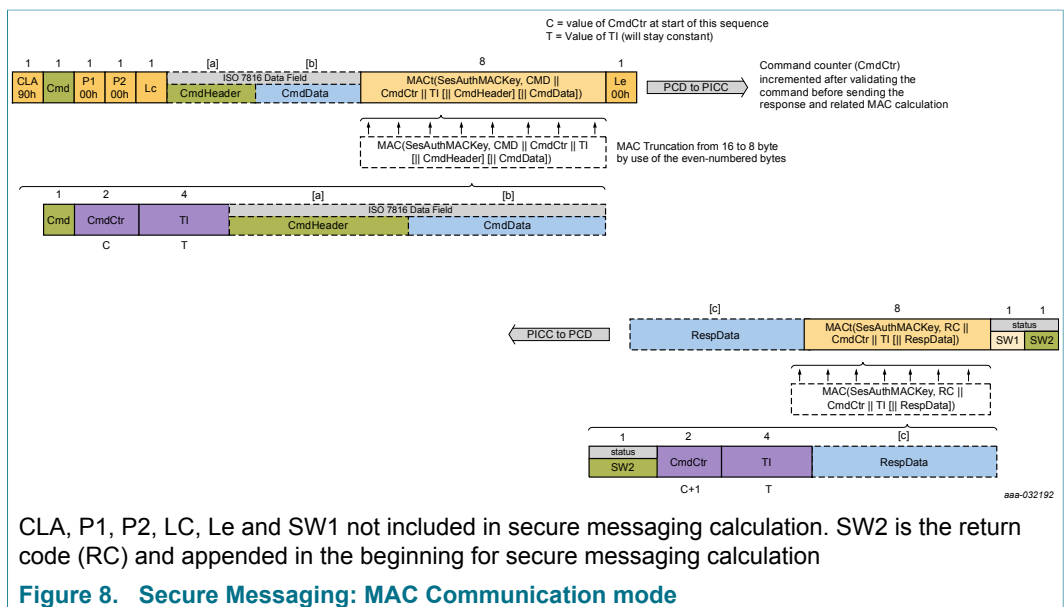 C = value of CmdCtr at start of this sequence
T = Value of TI (will stay constant)
1 1 1 1 1 [a] [b] 8 1
CLA
90h
Cmd
P1
00h
P2
00h
Lc
ISO 7816 Data Field
CmdHeader
CmdData
MACt(SesAuthMACKey, CMD ||
CmdCtr || TI [|| CmdHeader] [|| CmdData])
Le
00h
PCD to PICC
Command counter (CmdCtr)
incremented after validating the
command before sending the
response and related MAC calculation
MAC(SesAuthMACKey, CMD || CmdCtr || TI
[|| CmdHeader] [|| CmdData])
MAC Truncation from 16 to 8 byte
by use of the even-numbered bytes
1 2 4 [a] [b]
Cmd
CmdCtr
TI
ISO 7816 Data Field
CmdHeader
CmdData
C T
[c] 8 1 1
PICC to PCD
RespData
MACt(SesAuthMACKey, RC ||
CmdCtr || TI [|| RespData])
status
SW1 SW2
MAC(SesAuthMACKey, RC ||
CmdCtr || TI [|| RespData])
1 2 4 [c]
status
SW2
CmdCtr
TI
RespData
C+1 T
aaa-032192
CLA, P1, P2, LC, Le and SW1 not included in secure messaging calculation. SW2 is the return
code (RC) and appended in the beginning for secure messaging calculation
Figure 8. Secure Messaging: MAC Communication mode